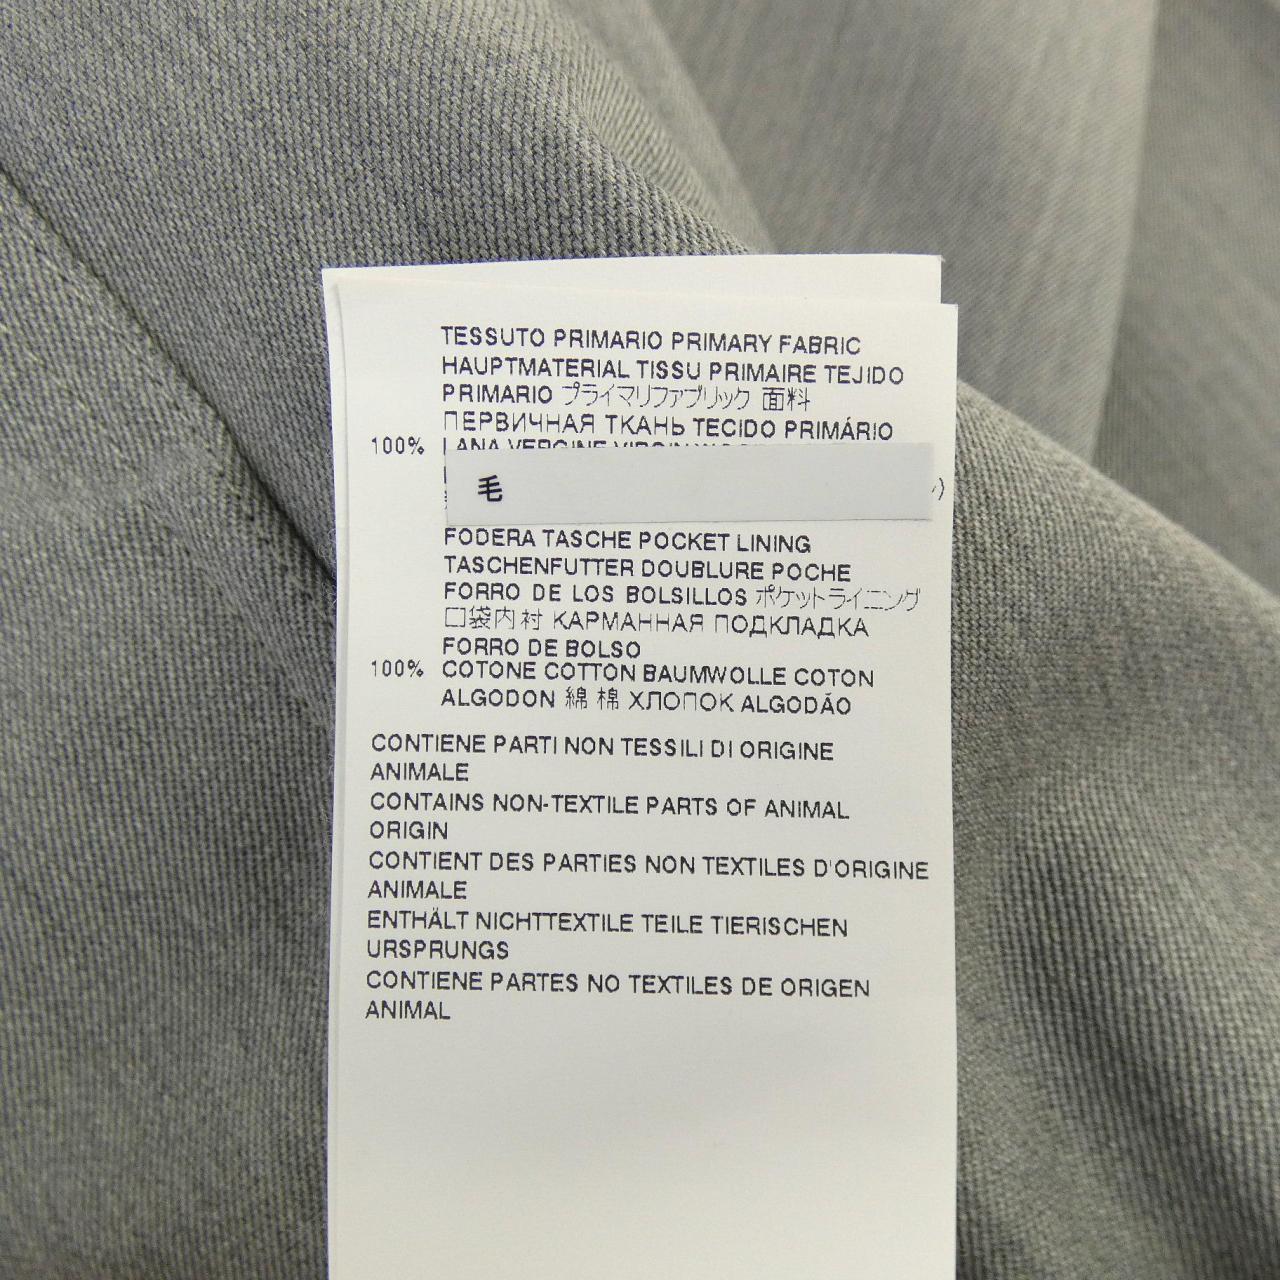 TESSUTO PRIMARIO PRIMARY FABRIC
HAUPTMATERIAL TISSU PRIMAIRE TEJIDO
PRIMARIO プライマリファブリック 面料
ПЕРВИЧНАЯ ТКАНЬ TECIDO PRIMÁRIO
100% LANA VERGINE VIRGIN
毛
FODERA TASCHE POCKET LINING
TASCHENFUTTER DOUBLURE POCHE
FORRO DE LOS BOLSILLOS ポケットライニング
口袋内衬 КАРМАННАЯ ПОДКЛАДКА
FORRO DE BOLSO
100% COTONE COTTON BAUMWOLLE COTON
ALGODON 綿 棉 ХЛОПОК ALGODÃO
CONTIENE PARTI NON TESSILI DI ORIGINE
ANIMALE
CONTAINS NON-TEXTILE PARTS OF ANIMAL
ORIGIN
CONTIENT DES PARTIES NON TEXTILES D'ORIGINE
ANIMALE
ENTHÄLT NICHTTEXTILE TEILE TIERISCHEN
URSPRUNGS
CONTIENE PARTES NO TEXTILES DE ORIGEN
ANIMAL